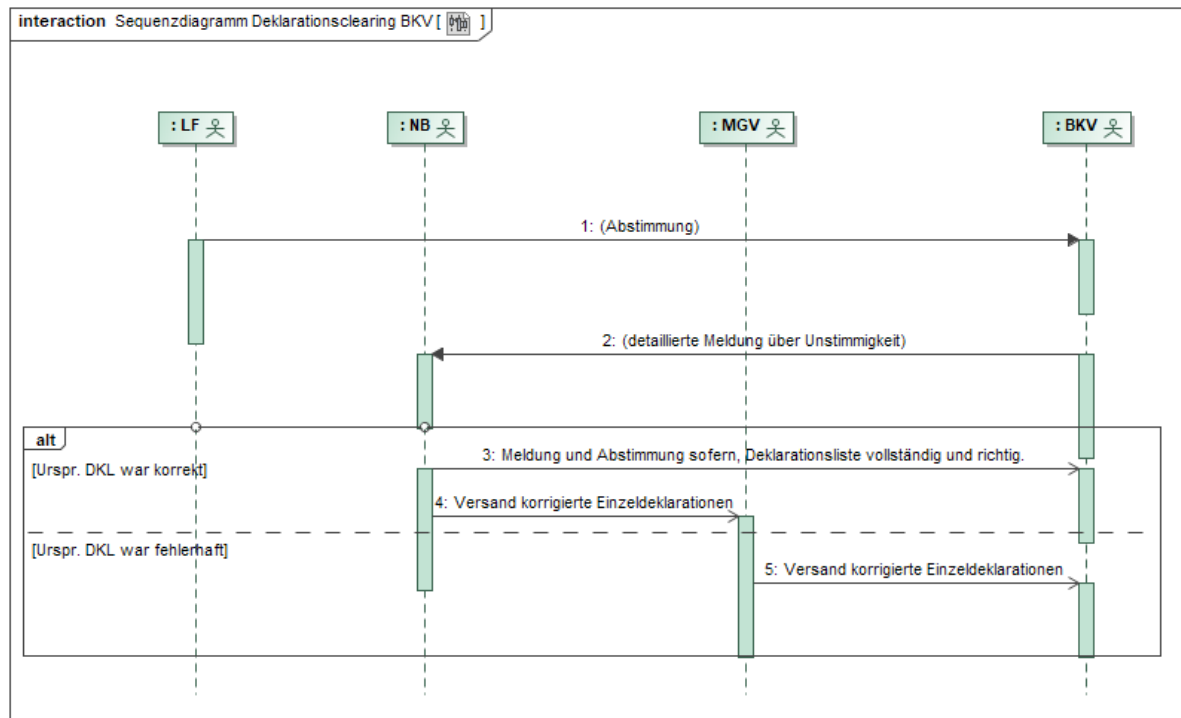 interaction Sequenzdiagramm Deklarationsclearing BKV [ ]
: LF
: NB
: MGV
: BKV
1: (Abstimmung)
2: (detaillierte Meldung über Unstimmigkeit)
alt
[Urspr. DKL war korrekt]
3: Meldung und Abstimmung sofern, Deklarationsliste vollständig und richtig.
4: Versand korrigierte Einzeldeklarationen
[Urspr. DKL war fehlerhaft]
5: Versand korrigierte Einzeldeklarationen